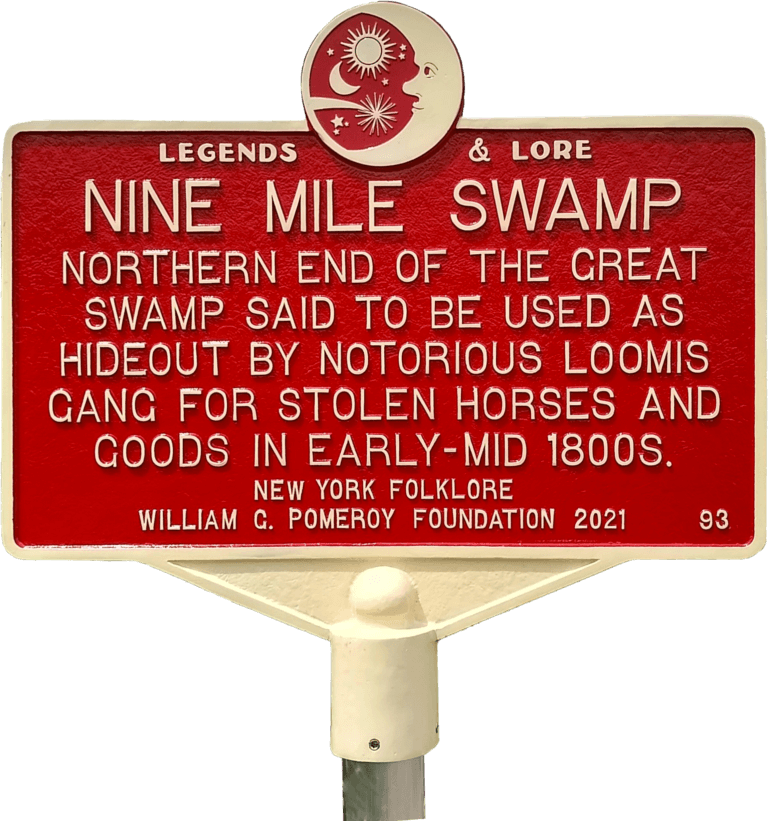 LEGENDS & LORE
NINE MILE SWAMP
NORTHERN END OF THE GREAT
SWAMP SAID TO BE USED AS
HIDEOUT BY NOTORIOUS LOOMIS
GANG FOR STOLEN HORSES AND
GOODS IN EARLY-MID 1800S.
NEW YORK FOLKLORE
WILLIAM G. POMEROY FOUNDATION 2021 93